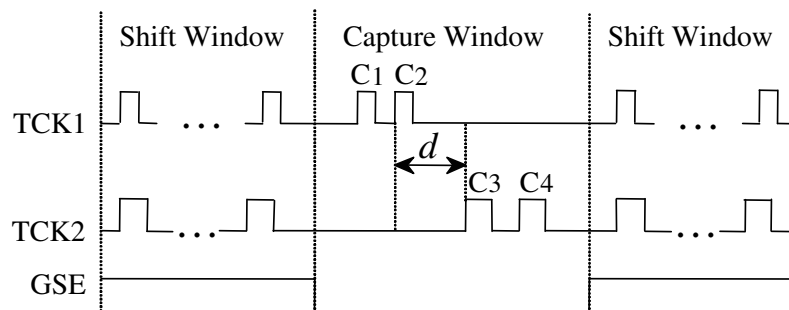 Shift Window Capture Window Shift Window
C1 C2
TCK1 ... ...
d
C3 C4
TCK2 ... ...
GSE